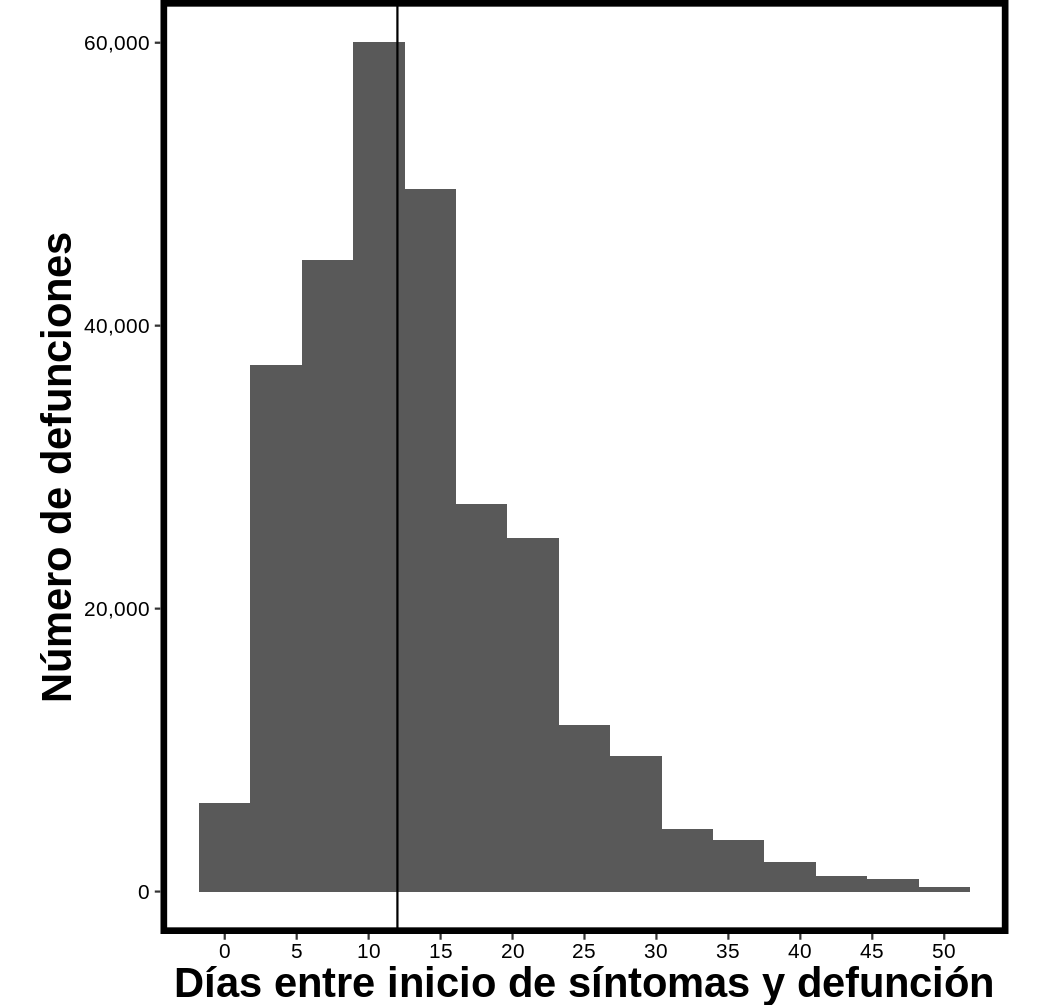 Número de defunciones
60,000
40,000
20,000
0
0 5 10 15 20 25 30 35 40 45 50
Días entre inicio de síntomas y defunción